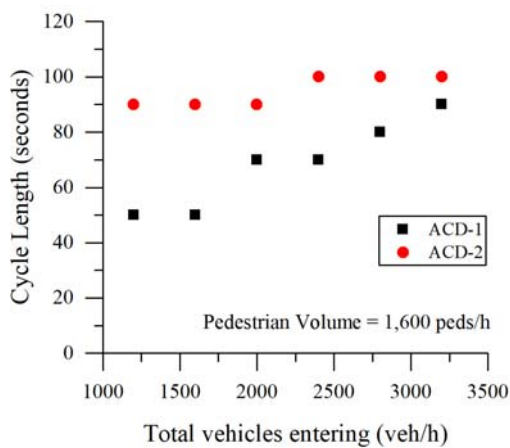 120
100
80
60
40
20
0
Cycle Length (seconds)
ACD-1
ACD-2
Pedestrian Volume = 1,600 peds/h
1000 1500 2000 2500 3000 3500
Total vehicles entering (veh/h)